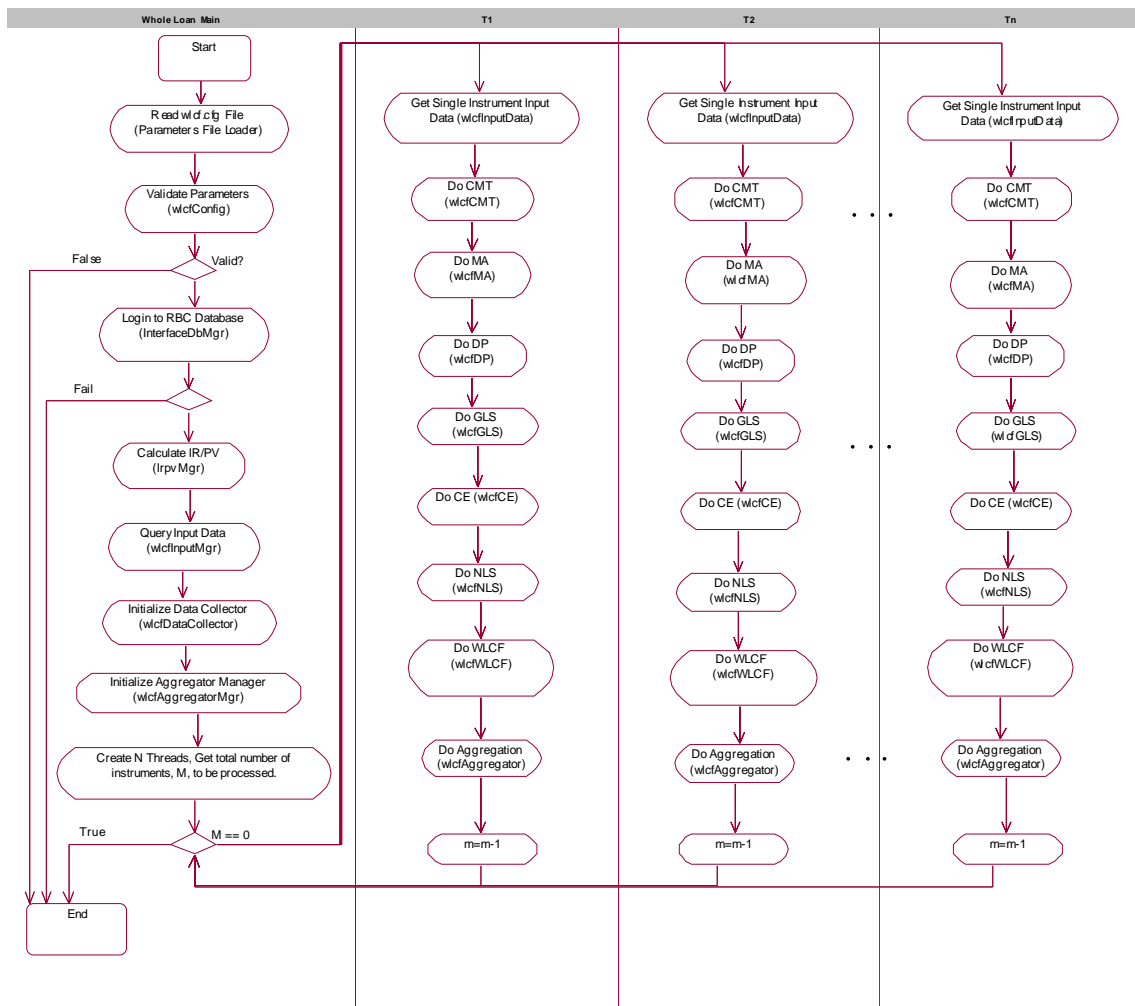 Whole Loan Main
T1
T2
Tn
Start
Read wlcf.cfg File
(Parameters File Loader)
Validate Parameters
(wlcfConfig)
False
Valid?
Login to RBC Database
(InterfaceDbMgr)
Fail
Calculate IR/PV
(IrpvMgr)
Query Input Data
(wlcfInputMgr)
Initialize Data Collector
(wlcfDataCollector)
Initialize Aggregator Manager
(wlcfAggregatorMgr)
Create N Threads, Get total number of
instruments, M, to be processed.
True
M == 0
End
Get Single Instrument Input
Data (wlcfInputData)
Do CMT
(wlcfCMT)
Do MA
(wlcfMA)
Do DP
(wlcfDP)
Do GLS
(wlcfGLS)
Do CE (wlcfCE)
Do NLS
(wlcfNLS)
Do WLCF
(wlcfWLCF)
Do Aggregation
(wlcfAggregator)
m=m-1
Get Single Instrument Input
Data (wlcfInputData)
Do CMT
(wlcfCMT)
Do MA
(wlcfMA)
Do DP
(wlcfDP)
Do GLS
(wlcfGLS)
Do CE (wlcfCE)
Do NLS
(wlcfNLS)
Do WLCF
(wlcfWLCF)
Do Aggregation
(wlcfAggregator)
m=m-1
. . .
. . .
. . .
Get Single Instrument Input
Data (wlcfInputData)
Do CMT
(wlcfCMT)
Do MA
(wlcfMA)
Do DP
(wlcfDP)
Do GLS
(wlcfGLS)
Do CE (wlcfCE)
Do NLS
(wlcfNLS)
Do WLCF
(wlcfWLCF)
Do Aggregation
(wlcfAggregator)
m=m-1